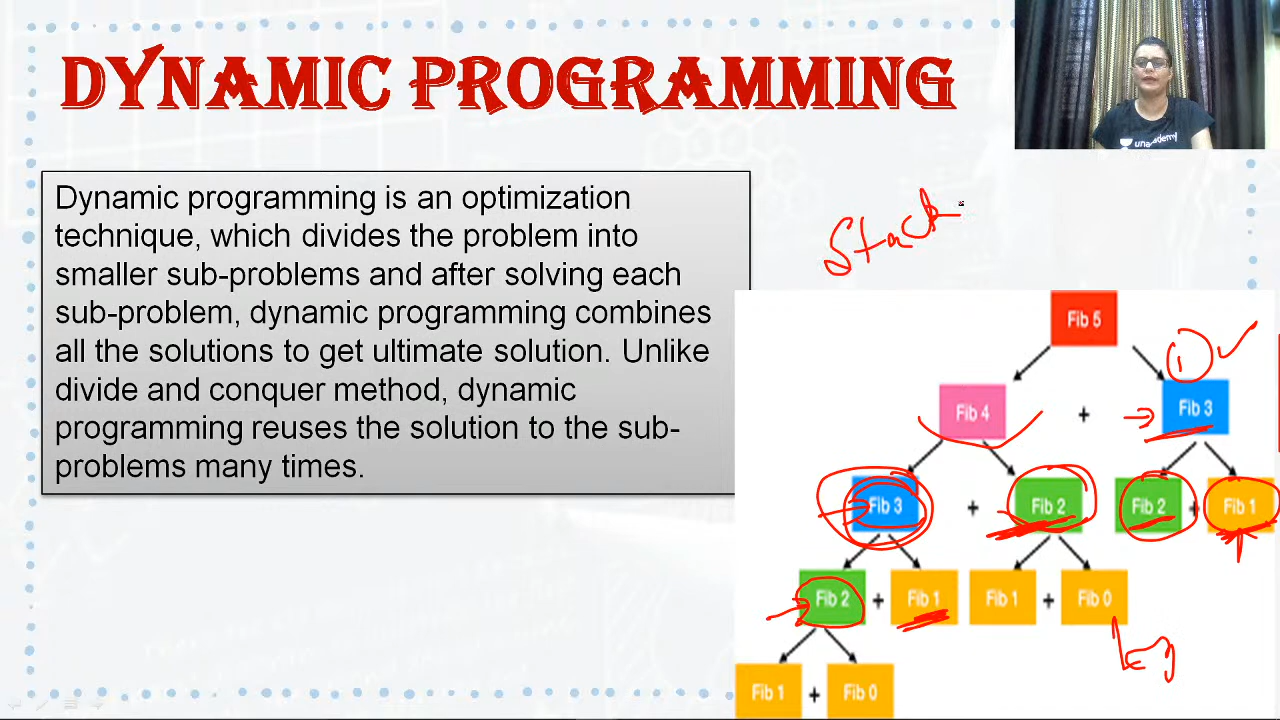 DYNAMIC PROGRAMMING
Dynamic programming is an optimization
technique, which divides the problem into
smaller sub-problems and after solving each
sub-problem, dynamic programming combines
all the solutions to get ultimate solution. Unlike
divide and conquer method, dynamic
programming reuses the solution to the sub-
problems many times.
Stack
Fib 5
1
Fib 4 + Fib 3
Fib 3 + Fib 2 Fib 2 + Fib 1
Fib 2 + Fib 1 Fib 1 + Fib 0
Fib 1 + Fib 0